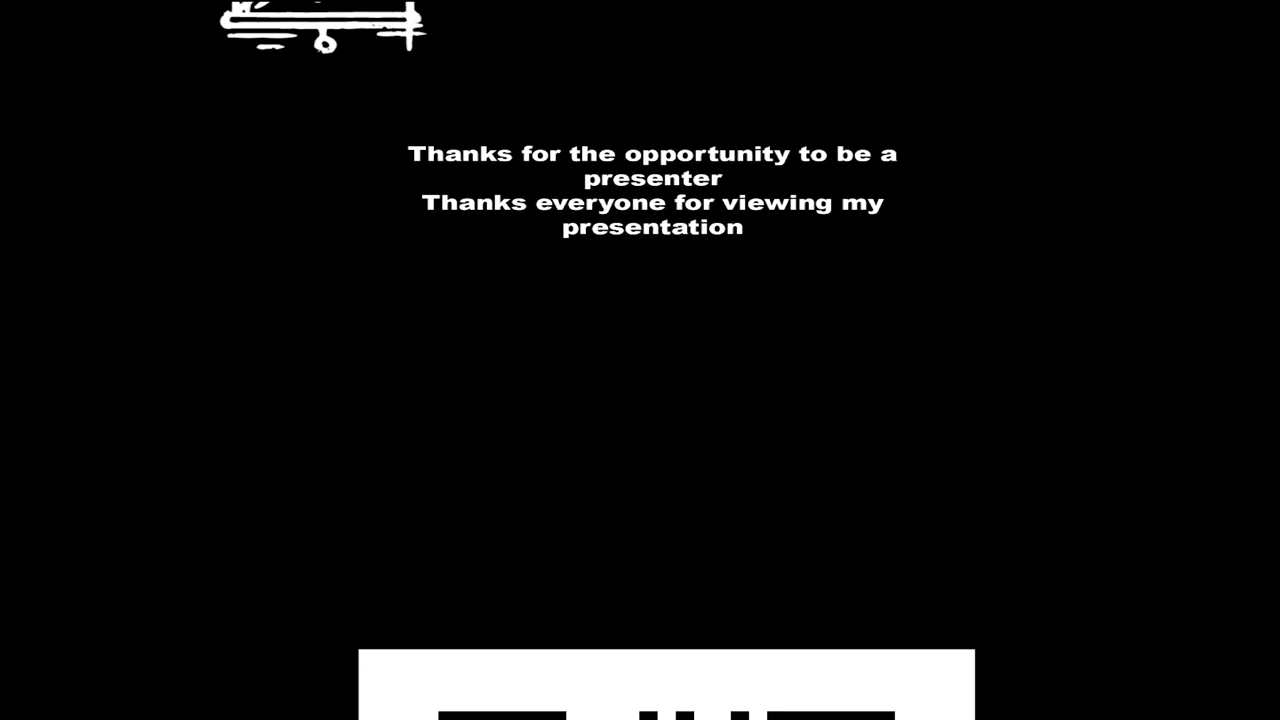 Thanks for the opportunity to be a
presenter
Thanks everyone for viewing my
presentation